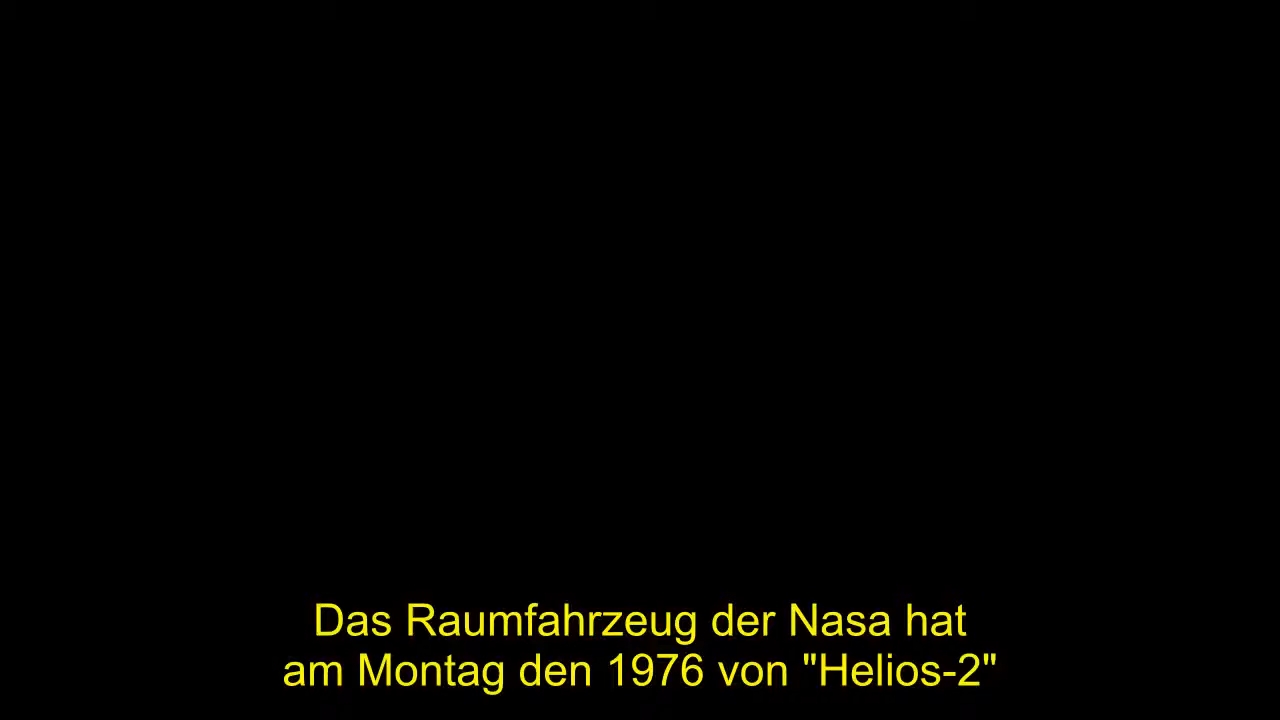 Das Raumfahrzeug der Nasa hat
am Montag den 1976 von "Helios-2"